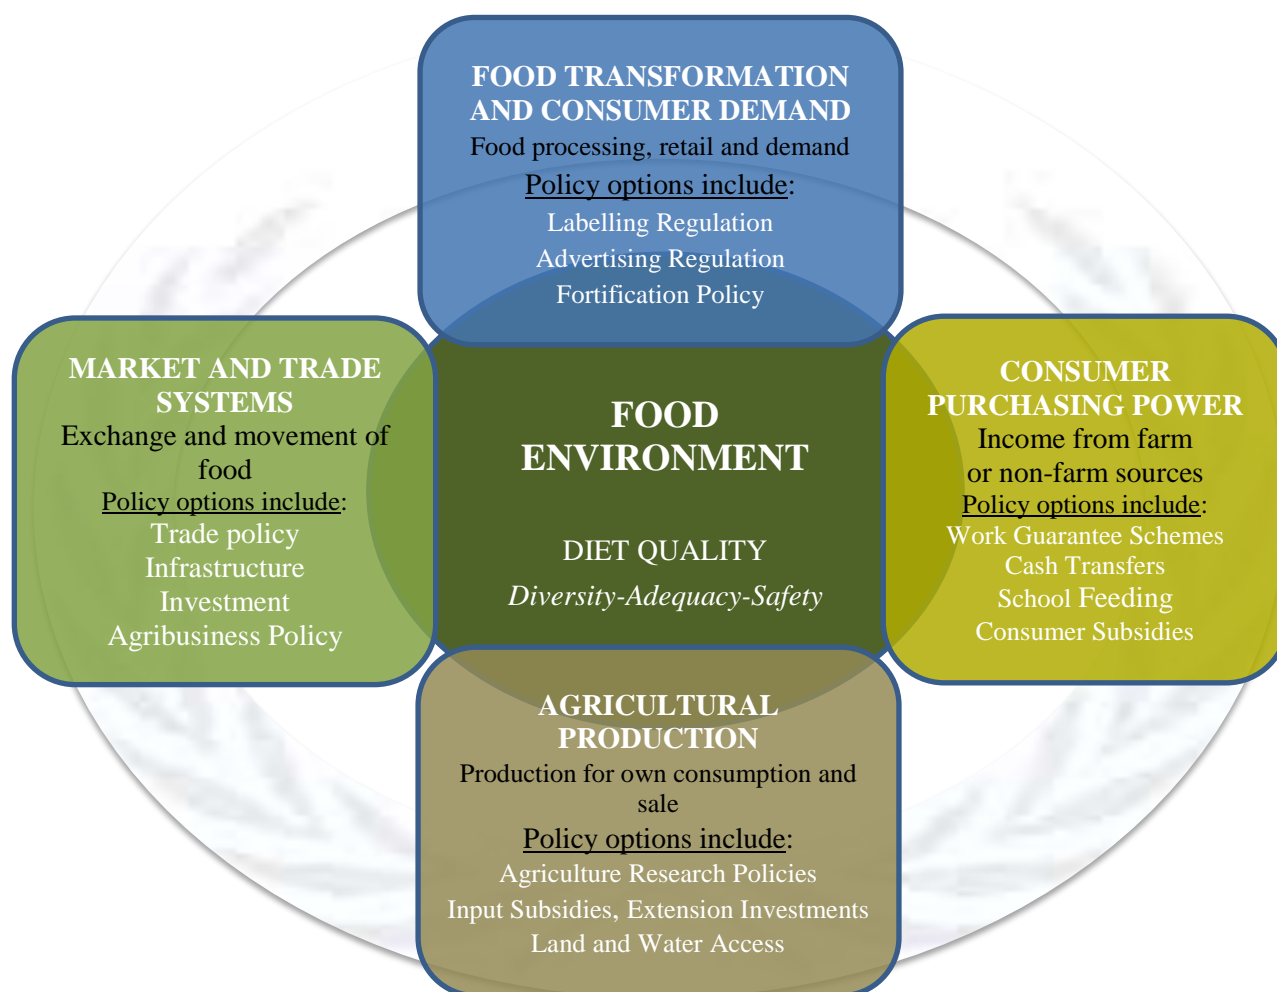 FOOD TRANSFORMATION
AND CONSUMER DEMAND
Food processing, retail and demand
Policy options include:
Labelling Regulation
Advertising Regulation
Fortification Policy
MARKET AND TRADE
SYSTEMS
Exchange and movement of
food
Policy options include:
Trade policy
Infrastructure
Investment
Agribusiness Policy
FOOD
ENVIRONMENT
DIET QUALITY
Diversity-Adequacy-Safety
CONSUMER
PURCHASING POWER
Income from farm
or non-farm sources
Policy options include:
Work Guarantee Schemes
Cash Transfers
School Feeding
Consumer Subsidies
AGRICULTURAL
PRODUCTION
Production for own consumption and
sale
Policy options include:
Agriculture Research Policies
Input Subsidies, Extension Investments
Land and Water Access